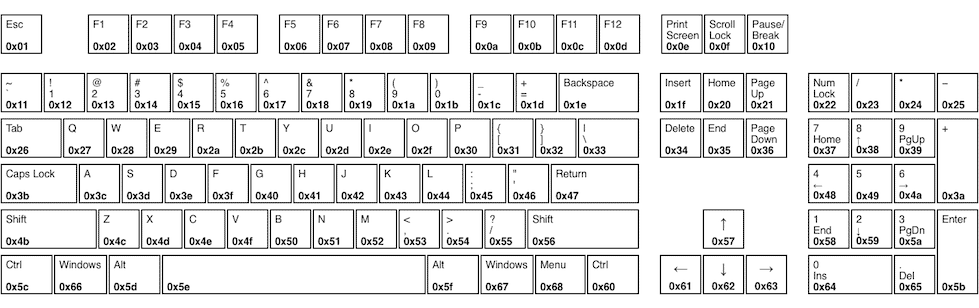 Esc F1 F2 F3 F4 F5 F6 F7 F8 F9 F10 F11 F12 Print Scroll Pause/
Screen Lock Break
0x01 0x02 0x03 0x04 0x05 0x06 0x07 0x08 0x09 0x0a 0x0b 0x0c 0x0d 0x0e 0x0f 0x10
~ ! @ # $ % ^ & * ( ) _ + Backspace Insert Home Page Num / * −
` 1 2 3 4 5 6 7 8 9 0 - = Up Lock
0x11 0x12 0x13 0x14 0x15 0x16 0x17 0x18 0x19 0x1a 0x1b 0x1c 0x1d 0x1e 0x1f 0x20 0x21 0x22 0x23 0x24 0x25
Tab Q W E R T Y U I O P { } | Delete End Page 7 8 9 +
[ ] \ Down Home ↑ PgUp
0x26 0x27 0x28 0x29 0x2a 0x2b 0x2c 0x2d 0x2e 0x2f 0x30 0x31 0x32 0x33 0x34 0x35 0x36 0x37 0x38 0x39
Caps Lock A S D F G H J K L : " Return 4 5 6
; ' ← →
0x3b 0x3c 0x3d 0x3e 0x3f 0x40 0x41 0x42 0x43 0x44 0x45 0x46 0x47 0x48 0x49 0x4a 0x3a
Shift Z X C V B N M < > ? Shift ↑ 1 2 3 Enter
, . / End ↓ PgDn
0x4b 0x4c 0x4d 0x4e 0x4f 0x50 0x51 0x52 0x53 0x54 0x55 0x56 0x57 0x58 0x59 0x5a
Ctrl Windows Alt Alt Windows Menu Ctrl ← ↓ → 0 .
Ins Del
0x5c 0x66 0x5d 0x5e 0x5f 0x67 0x68 0x60 0x61 0x62 0x63 0x64 0x65 0x5b